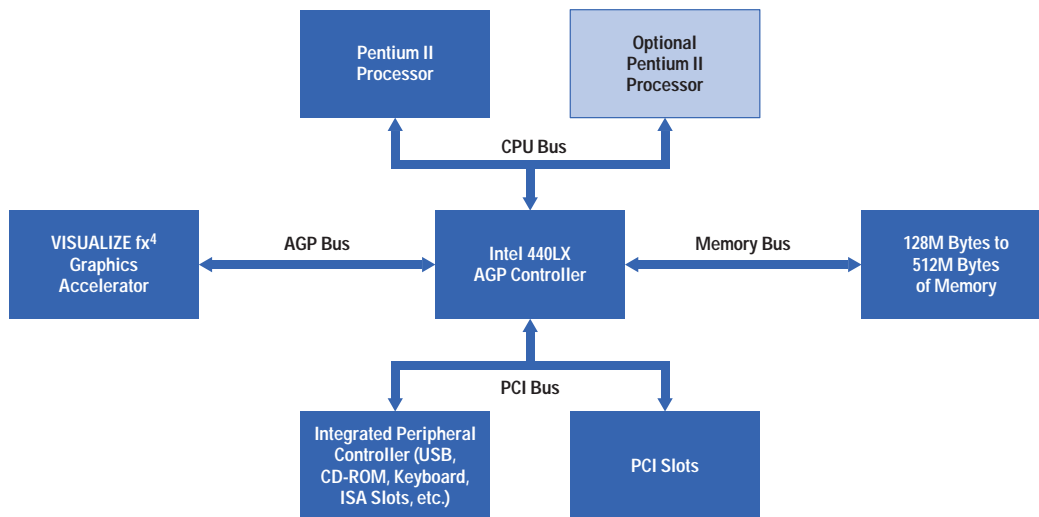 Pentium II
Processor
Optional
Pentium II
Processor
CPU Bus
VISUALIZE fx⁴
Graphics
Accelerator
AGP Bus
Intel 440LX
AGP Controller
Memory Bus
128M Bytes to
512M Bytes
of Memory
PCI Bus
Integrated Peripheral
Controller (USB,
CD-ROM, Keyboard,
ISA Slots, etc.)
PCI Slots